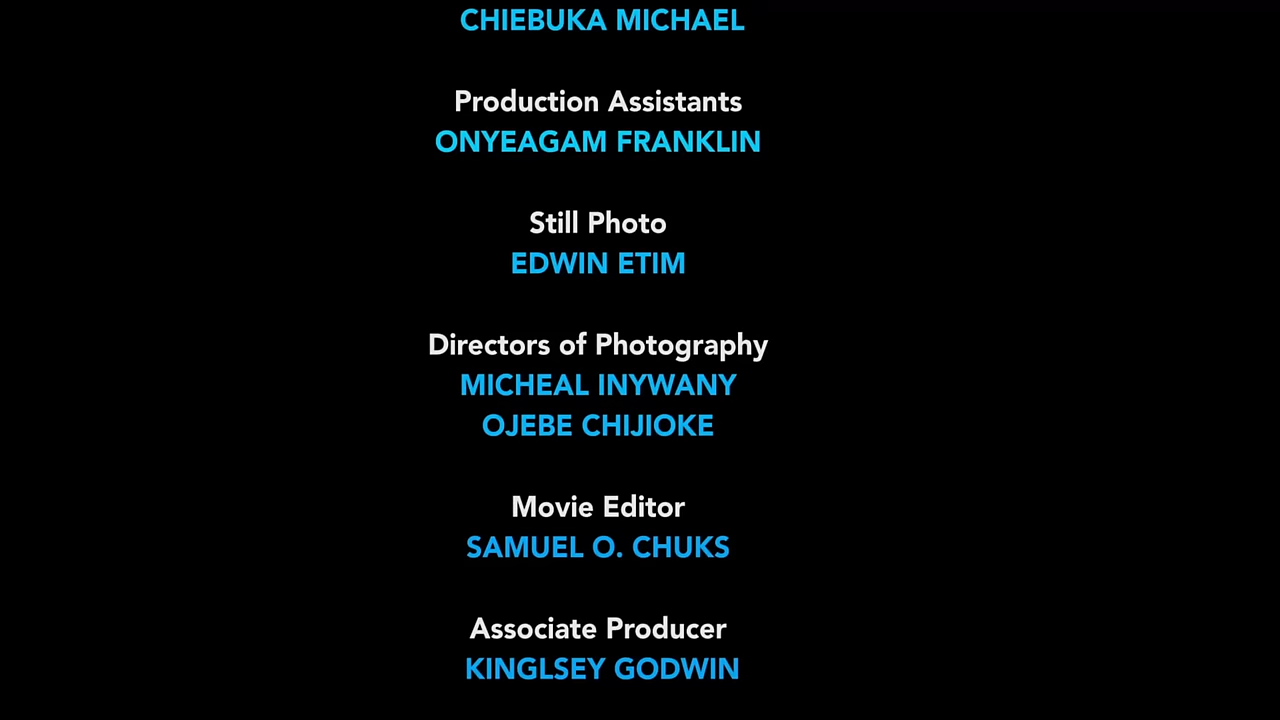 CHIEBUKA MICHAEL
Production Assistants
ONYEAGAM FRANKLIN
Still Photo
EDWIN ETIM
Directors of Photography
MICHEAL INYWANY
OJEBE CHIJIOKE
Movie Editor
SAMUEL O. CHUKS
Associate Producer
KINGLSEY GODWIN